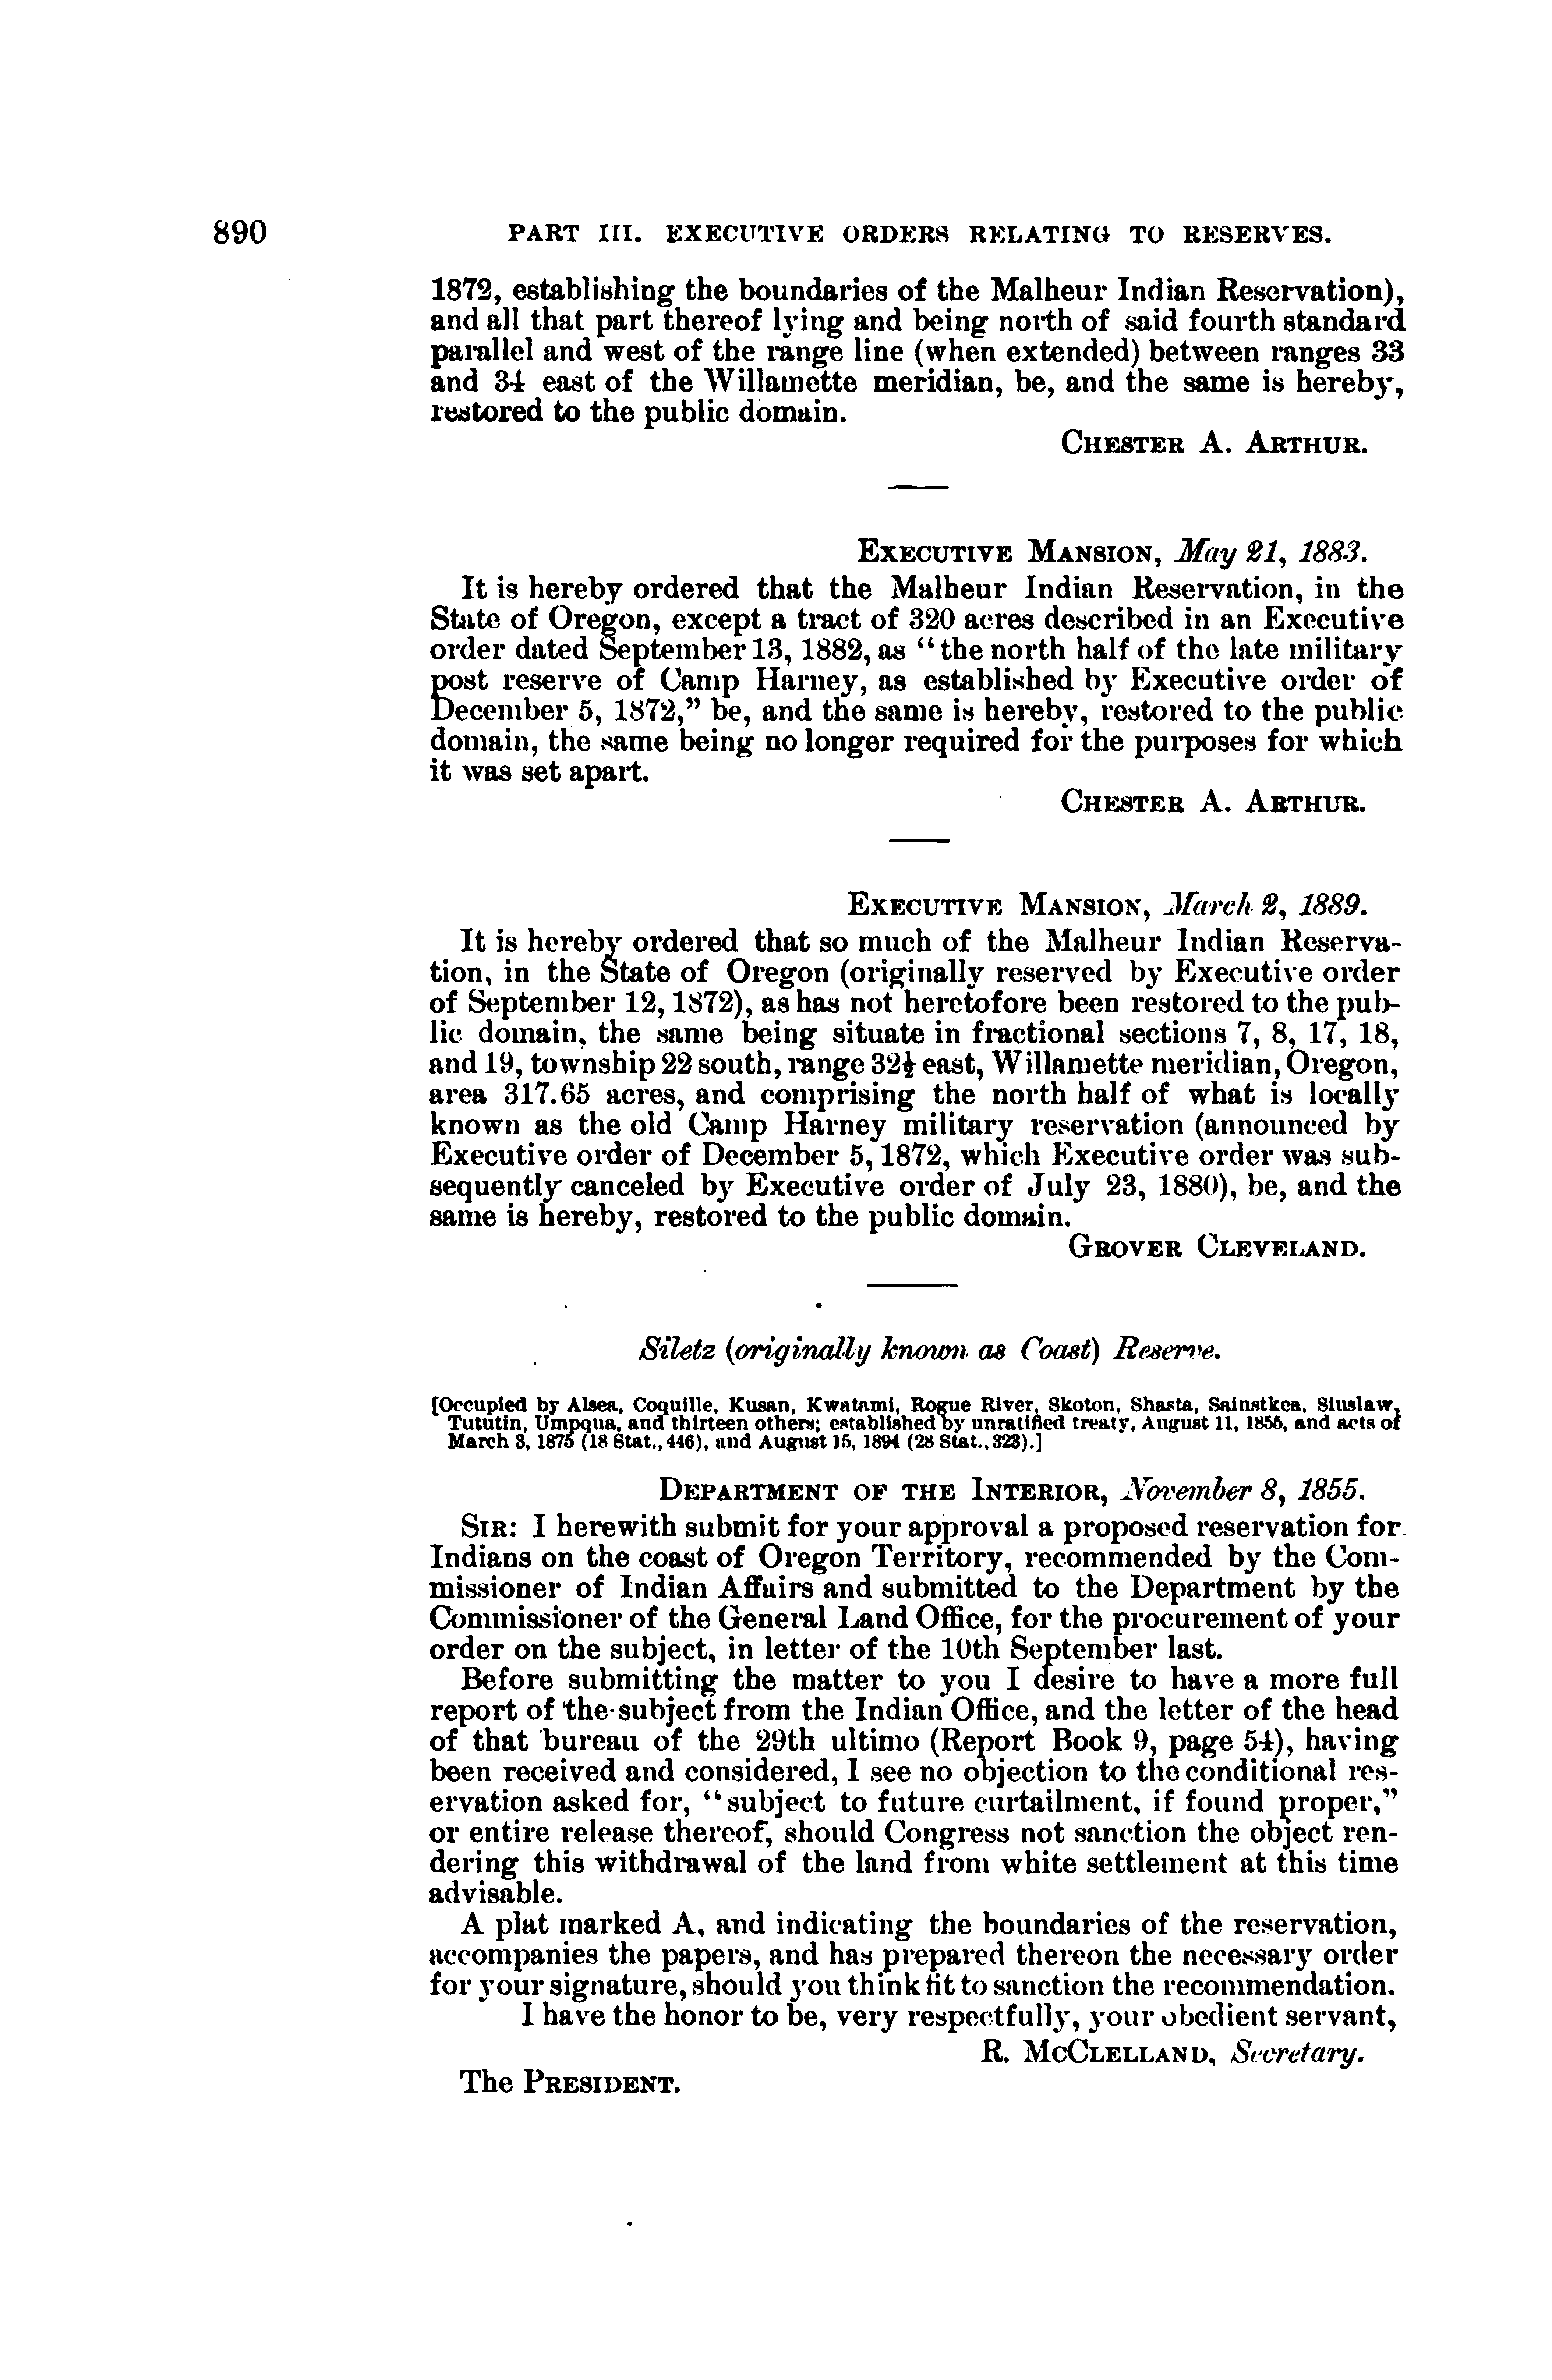 890 PART III. EXECUTIVE ORDERS RELATING TO RESERVES.
1872, establishing the boundaries of the Malheur Indian Reservation),
and all that part thereof lying and being north of said fourth standard
parallel and west of the range line (when extended) between ranges 33
and 34 east of the Willamette meridian, be, and the same is hereby,
restored to the public domain.
CHESTER A. ARTHUR.
EXECUTIVE MANSION, May 21, 1883.
It is hereby ordered that the Malheur Indian Reservation, in the
State of Oregon, except a tract of 320 acres described in an Executive
order dated September 13, 1882, as “the north half of the late military
post reserve of Camp Harney, as established by Executive order of
December 5, 1872,” be, and the same is hereby, restored to the public
domain, the same being no longer required for the purposes for which
it was set apart.
CHESTER A. ARTHUR.
EXECUTIVE MANSION, March 2, 1889.
It is hereby ordered that so much of the Malheur Indian Reserva-
tion, in the State of Oregon (originally reserved by Executive order
of September 12, 1872), as has not heretofore been restored to the pub-
lic domain, the same being situate in fractional sections 7, 8, 17, 18,
and 19, township 22 south, range 32½ east, Willamette meridian, Oregon,
area 317.65 acres, and comprising the north half of what is locally
known as the old Camp Harney military reservation (announced by
Executive order of December 5, 1872, which Executive order was sub-
sequently canceled by Executive order of July 23, 1880), be, and the
same is hereby, restored to the public domain.
GROVER CLEVELAND.
Siletz (originally known as Coast) Reserve.
[Occupied by Alsea, Coquille, Kusan, Kwatami, Rogue River, Skoton, Shasta, Sainstkea, Siuslaw,
Tututin, Umpqua, and thirteen others; established by unratified treaty, August 11, 1855, and acts of
March 3, 1875 (18 Stat., 446), and August 15, 1894 (28 Stat., 323).]
DEPARTMENT OF THE INTERIOR, November 8, 1855.
SIR: I herewith submit for your approval a proposed reservation for
Indians on the coast of Oregon Territory, recommended by the Com-
missioner of Indian Affairs and submitted to the Department by the
Commissioner of the General Land Office, for the procurement of your
order on the subject, in letter of the 10th September last.
Before submitting the matter to you I desire to have a more full
report of the subject from the Indian Office, and the letter of the head
of that bureau of the 29th ultimo (Report Book 9, page 54), having
been received and considered, I see no objection to the conditional res-
ervation asked for, “subject to future curtailment, if found proper,”
or entire release thereof, should Congress not sanction the object ren-
dering this withdrawal of the land from white settlement at this time
advisable.
A plat marked A, and indicating the boundaries of the reservation,
accompanies the papers, and has prepared thereon the necessary order
for your signature, should you think fit to sanction the recommendation.
I have the honor to be, very respectfully, your obedient servant,
R. MCCLELLAND, Secretary.
The PRESIDENT.